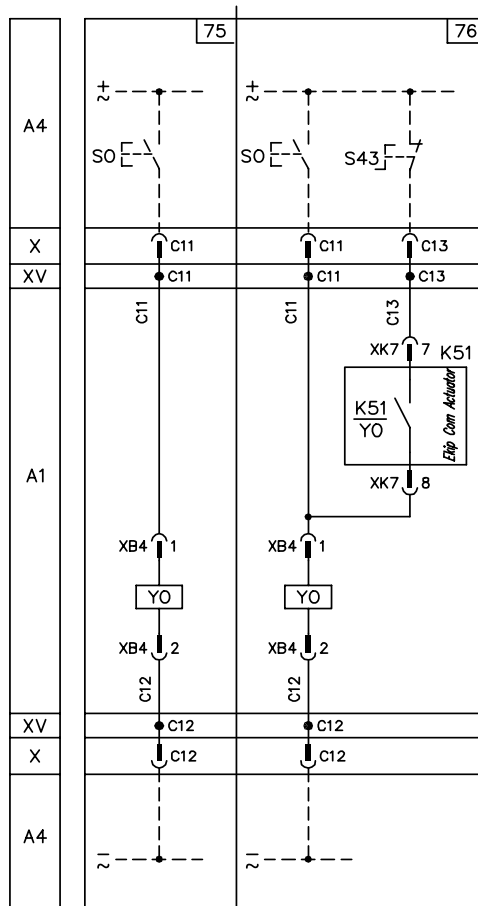 75 76
A4
+
~
+
~
S0 S0 S43
X C11 C11 C13
XV C11 C11 C13
C11 C11 C13
XK7 7 K51
K51
Y0
Ekip Com Actuator
A1
XK7 8
XB4 1 XB4 1
Y0 Y0
XB4 2 XB4 2
C12 C12
XV C12 C12
X C12 C12
A4
–
~
–
~